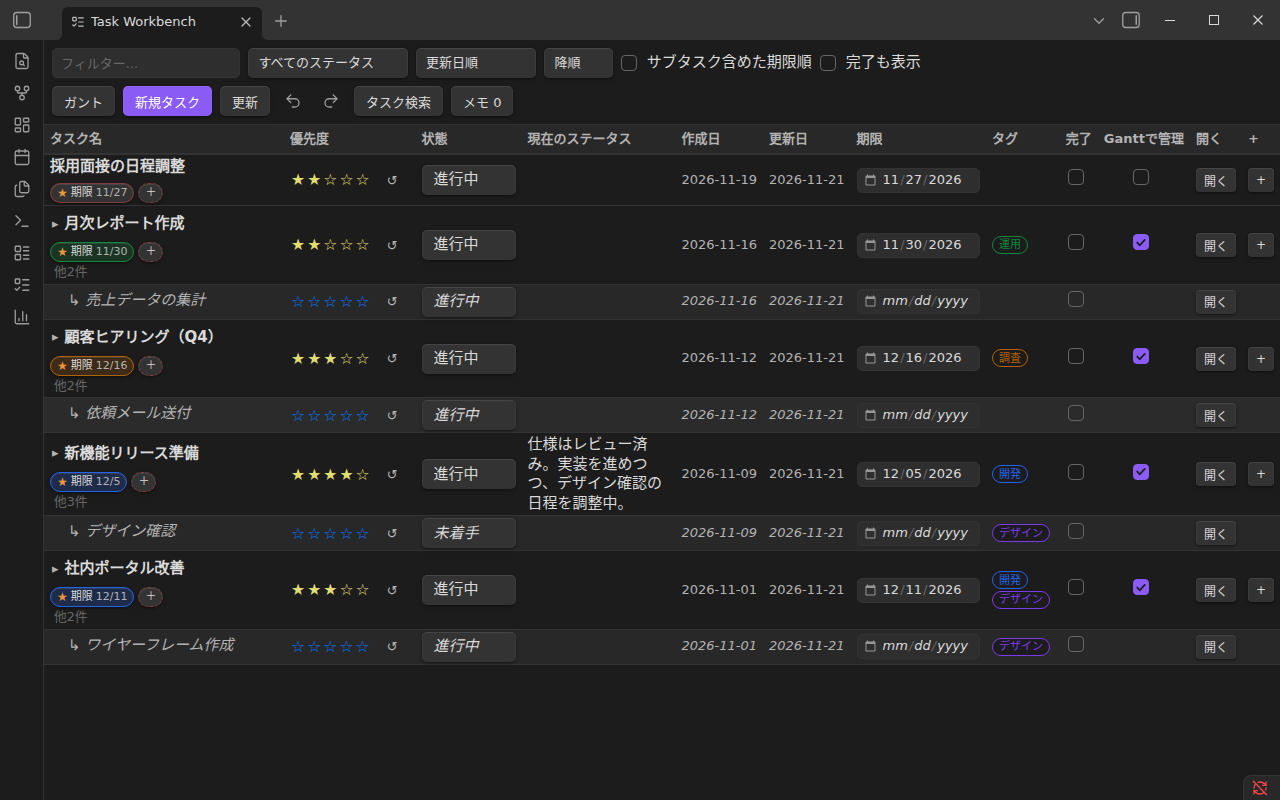 Task Workbench
フィルター...
すべてのステータス
更新日順
降順
サブタスク含めた期限順
完了も表示
ガント
新規タスク
更新
タスク検索
メモ 0
タスク名 優先度 状態 現在のステータス 作成日 更新日 期限 タグ 完了 Ganttで管理 開く +
採用面接の日程調整
★ 期限 11/27 +
★★☆☆☆ ↺ 進行中 2026-11-19 2026-11-21 11/27/2026 開く +
▸ 月次レポート作成
★ 期限 11/30 +
他2件
★★☆☆☆ ↺ 進行中 2026-11-16 2026-11-21 11/30/2026 運用 開く +
↳ 売上データの集計 ☆☆☆☆☆ ↺ 進行中 2026-11-16 2026-11-21 mm/dd/yyyy 開く
▸ 顧客ヒアリング（Q4）
★ 期限 12/16 +
他2件
★★★☆☆ ↺ 進行中 2026-11-12 2026-11-21 12/16/2026 調査 開く +
↳ 依頼メール送付 ☆☆☆☆☆ ↺ 進行中 2026-11-12 2026-11-21 mm/dd/yyyy 開く
▸ 新機能リリース準備
★ 期限 12/5 +
他3件
★★★★☆ ↺ 進行中
仕様はレビュー済
み。実装を進めつ
つ、デザイン確認の
日程を調整中。
2026-11-09 2026-11-21 12/05/2026 開発 開く +
↳ デザイン確認 ☆☆☆☆☆ ↺ 未着手 2026-11-09 2026-11-21 mm/dd/yyyy デザイン 開く
▸ 社内ポータル改善
★ 期限 12/11 +
他2件
★★★☆☆ ↺ 進行中 2026-11-01 2026-11-21 12/11/2026
開発
デザイン
開く +
↳ ワイヤーフレーム作成 ☆☆☆☆☆ ↺ 進行中 2026-11-01 2026-11-21 mm/dd/yyyy デザイン 開く